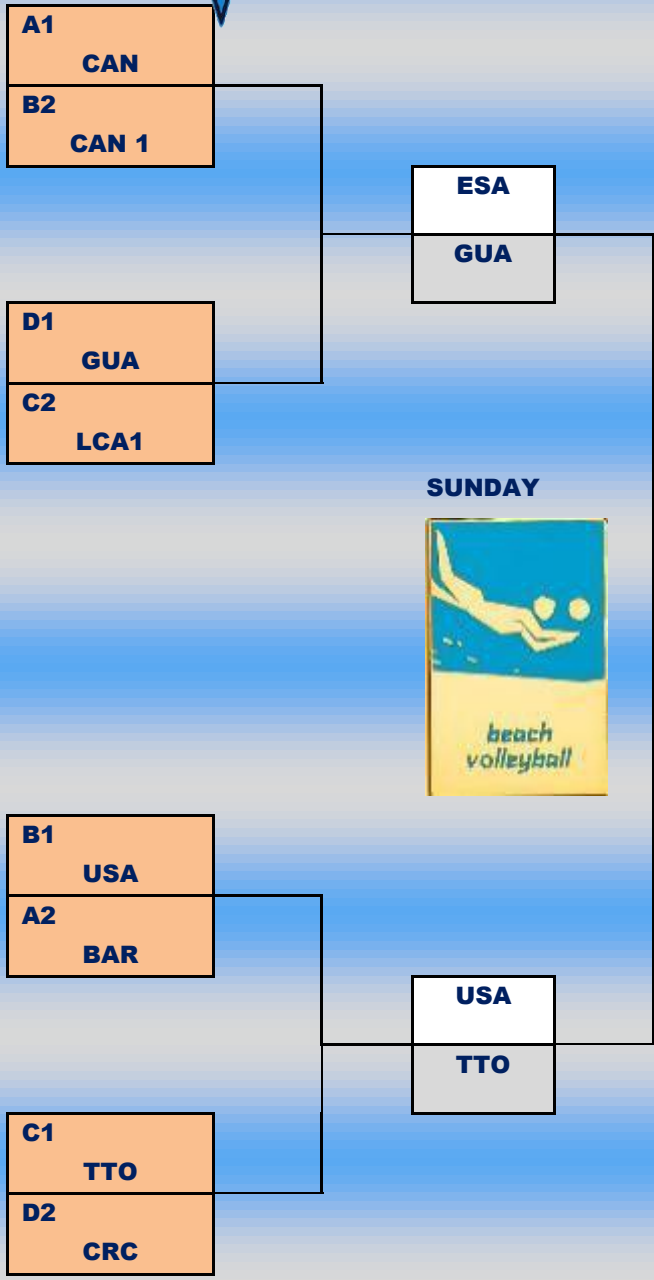 A1
CAN
B2
CAN 1
ESA
GUA
D1
GUA
C2
LCA1
SUNDAY
beach
volleyball
B1
USA
A2
BAR
USA
TTO
C1
TTO
D2
CRC